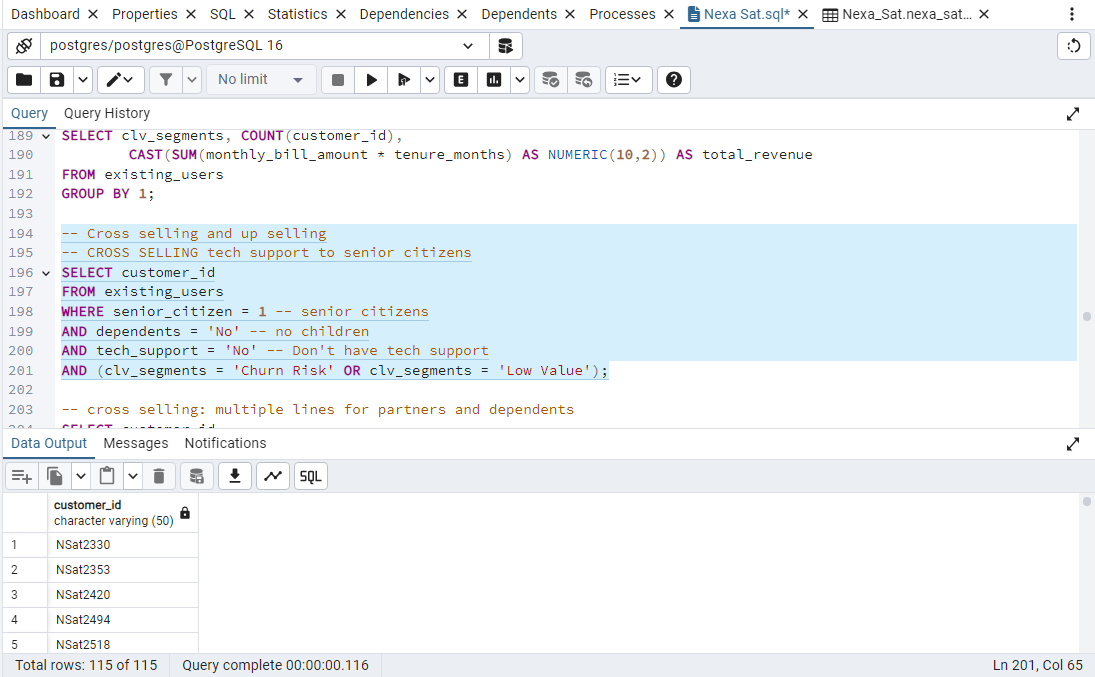 Dashboard Properties SQL Statistics Dependencies Dependents Processes Nexa Sat.sql* Nexa_Sat.nexa_sat...
postgres/postgres@PostgreSQL 16
No limit E SQL
Query Query History
189 SELECT clv_segments, COUNT(customer_id),
190 CAST(SUM(monthly_bill_amount * tenure_months) AS NUMERIC(10,2)) AS total_revenue
191 FROM existing_users
192 GROUP BY 1;
193
194 -- Cross selling and up selling
195 -- CROSS SELLING tech support to senior citizens
196 SELECT customer_id
197 FROM existing_users
198 WHERE senior_citizen = 1 -- senior citizens
199 AND dependents = 'No' -- no children
200 AND tech_support = 'No' -- Don't have tech support
201 AND (clv_segments = 'Churn Risk' OR clv_segments = 'Low Value');
202
203 -- cross selling: multiple lines for partners and dependents
204 SELECT customer_id
Data Output Messages Notifications
SQL
customer_id
character varying (50)
1 NSat2330
2 NSat2353
3 NSat2420
4 NSat2494
5 NSat2518
Total rows: 115 of 115 Query complete 00:00:00.116 Ln 201, Col 65